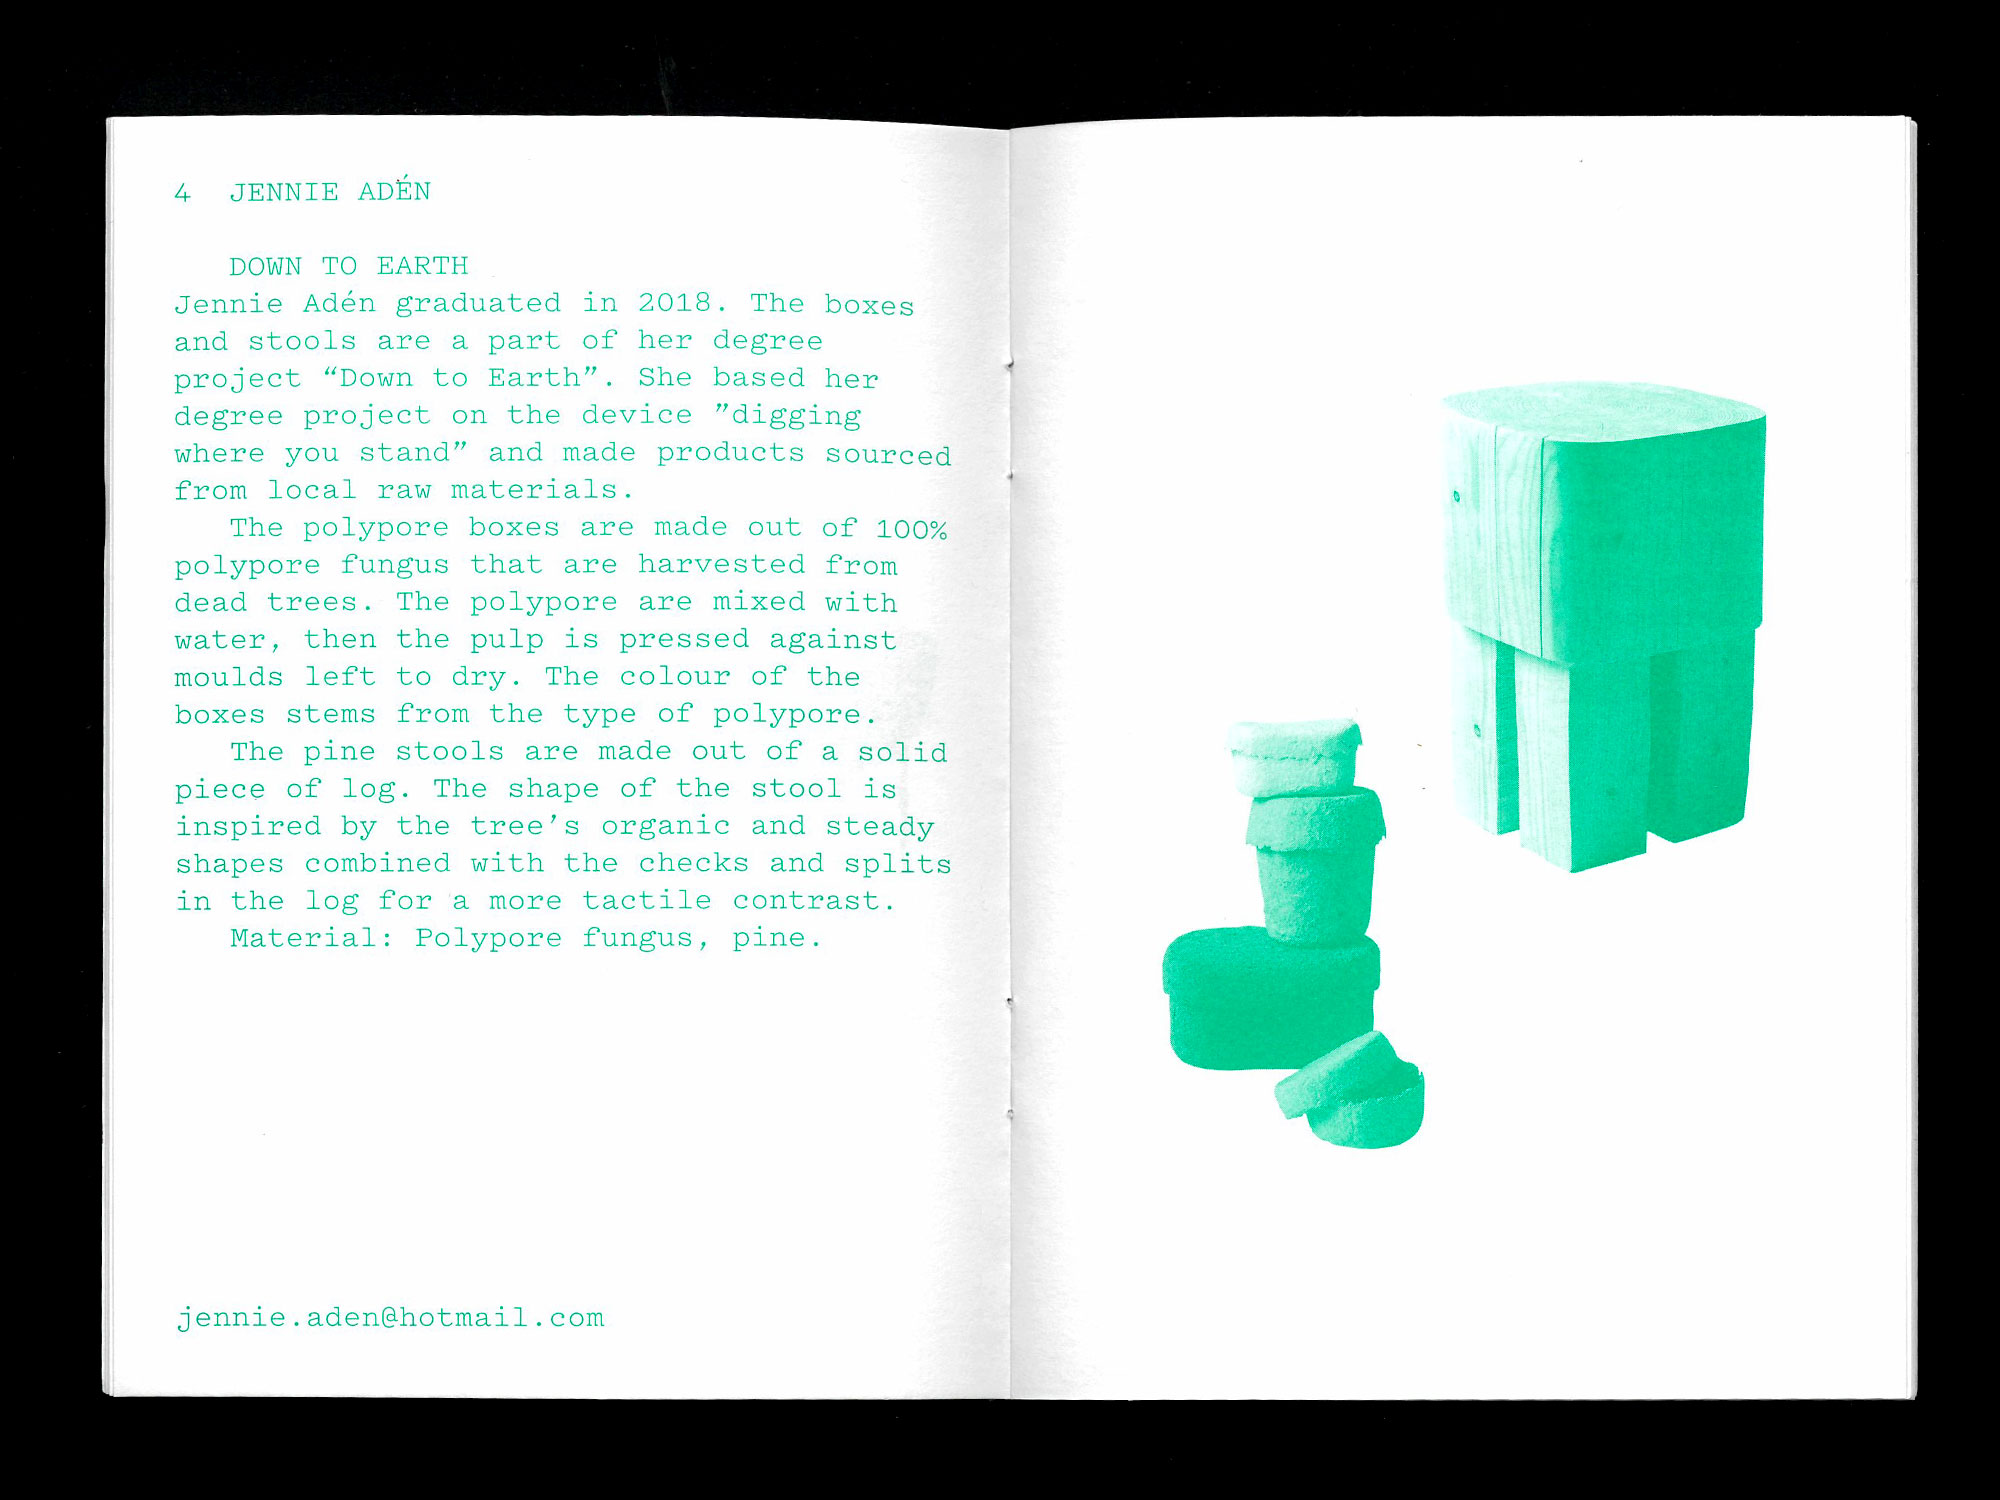 4 JENNIE ADÉN
DOWN TO EARTH
Jennie Adén graduated in 2018. The boxes
and stools are a part of her degree
project “Down to Earth”. She based her
degree project on the device ”digging
where you stand” and made products sourced
from local raw materials.
The polypore boxes are made out of 100%
polypore fungus that are harvested from
dead trees. The polypore are mixed with
water, then the pulp is pressed against
moulds left to dry. The colour of the
boxes stems from the type of polypore.
The pine stools are made out of a solid
piece of log. The shape of the stool is
inspired by the tree’s organic and steady
shapes combined with the checks and splits
in the log for a more tactile contrast.
Material: Polypore fungus, pine.
jennie.aden@hotmail.com